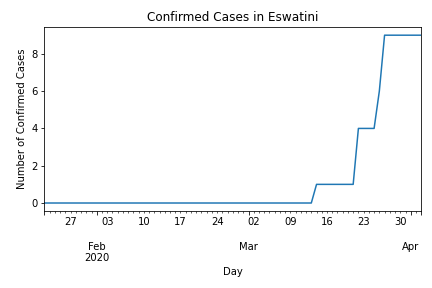 Confirmed Cases in Eswatini
Number of Confirmed Cases
8
6
4
2
0
27 03 10 17 24 02 09 16 23 30
Feb Mar Apr
2020
Day